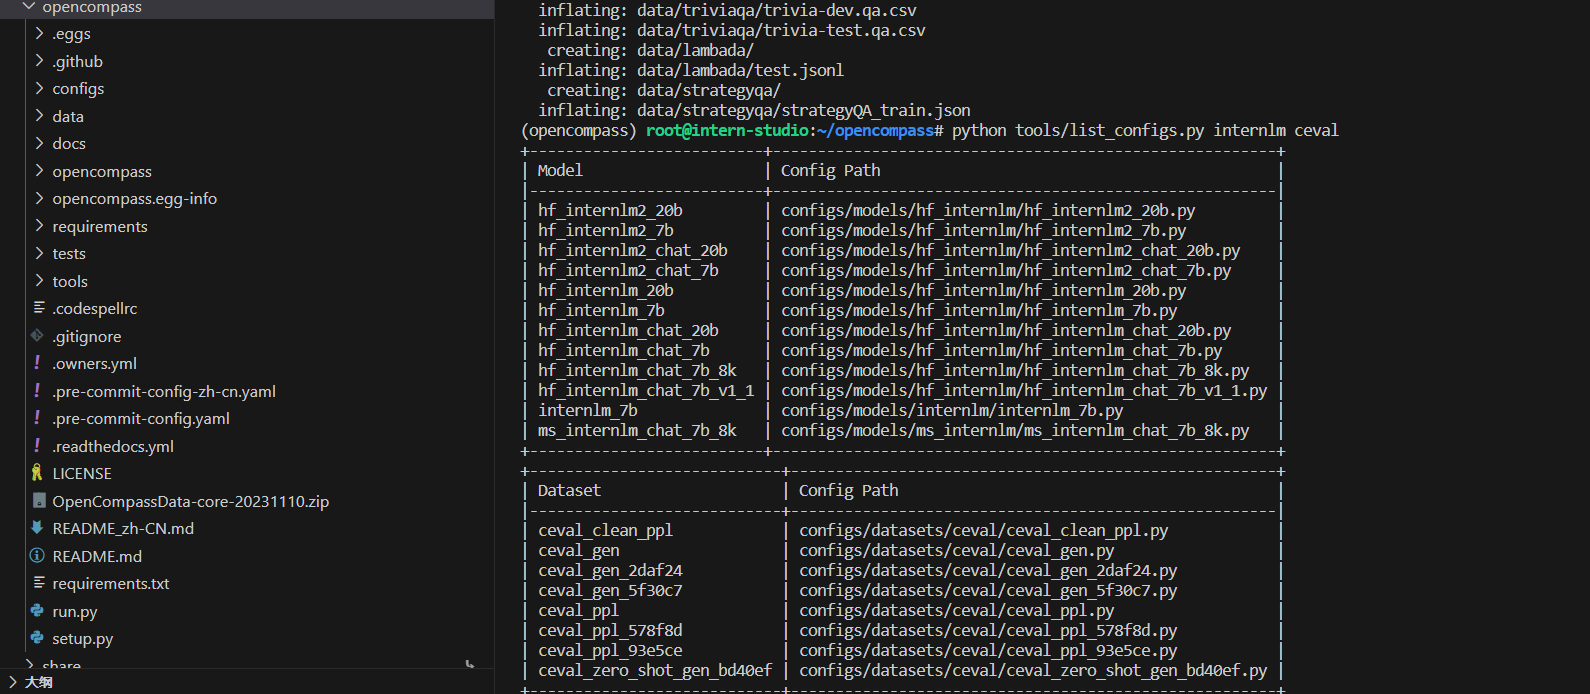 opencompass
.eggs
.github
configs
data
docs
opencompass
opencompass.egg-info
requirements
tests
tools
.codespellrc
.gitignore
.owners.yml
.pre-commit-config-zh-cn.yaml
.pre-commit-config.yaml
.readthedocs.yml
LICENSE
OpenCompassData-core-20231110.zip
README_zh-CN.md
README.md
requirements.txt
run.py
setup.py
share
大纲
inflating: data/triviaqa/trivia-dev.qa.csv
inflating: data/triviaqa/trivia-test.qa.csv
creating: data/lambada/
inflating: data/lambada/test.jsonl
creating: data/strategyqa/
inflating: data/strategyqa/strategyQA_train.json
(opencompass) root@intern-studio:~/opencompass# python tools/list_configs.py internlm ceval
+--------------------------+--------------------------------------------------------+
| Model                    | Config Path                                            |
|--------------------------+--------------------------------------------------------|
| hf_internlm2_20b         | configs/models/hf_internlm/hf_internlm2_20b.py         |
| hf_internlm2_7b          | configs/models/hf_internlm/hf_internlm2_7b.py          |
| hf_internlm2_chat_20b    | configs/models/hf_internlm/hf_internlm2_chat_20b.py    |
| hf_internlm2_chat_7b     | configs/models/hf_internlm/hf_internlm2_chat_7b.py     |
| hf_internlm_20b          | configs/models/hf_internlm/hf_internlm_20b.py          |
| hf_internlm_7b           | configs/models/hf_internlm/hf_internlm_7b.py           |
| hf_internlm_chat_20b     | configs/models/hf_internlm/hf_internlm_chat_20b.py     |
| hf_internlm_chat_7b      | configs/models/hf_internlm/hf_internlm_chat_7b.py      |
| hf_internlm_chat_7b_8k   | configs/models/hf_internlm/hf_internlm_chat_7b_8k.py   |
| hf_internlm_chat_7b_v1_1 | configs/models/hf_internlm/hf_internlm_chat_7b_v1_1.py |
| internlm_7b              | configs/models/internlm/internlm_7b.py                 |
| ms_internlm_chat_7b_8k   | configs/models/ms_internlm/ms_internlm_chat_7b_8k.py   |
+--------------------------+--------------------------------------------------------+
+----------------------------+------------------------------------------------------+
| Dataset                    | Config Path                                          |
|----------------------------+------------------------------------------------------|
| ceval_clean_ppl            | configs/datasets/ceval/ceval_clean_ppl.py            |
| ceval_gen                  | configs/datasets/ceval/ceval_gen.py                  |
| ceval_gen_2daf24           | configs/datasets/ceval/ceval_gen_2daf24.py           |
| ceval_gen_5f30c7           | configs/datasets/ceval/ceval_gen_5f30c7.py           |
| ceval_ppl                  | configs/datasets/ceval/ceval_ppl.py                  |
| ceval_ppl_578f8d           | configs/datasets/ceval/ceval_ppl_578f8d.py           |
| ceval_ppl_93e5ce           | configs/datasets/ceval/ceval_ppl_93e5ce.py           |
| ceval_zero_shot_gen_bd40ef | configs/datasets/ceval/ceval_zero_shot_gen_bd40ef.py |
+----------------------------+------------------------------------------------------+